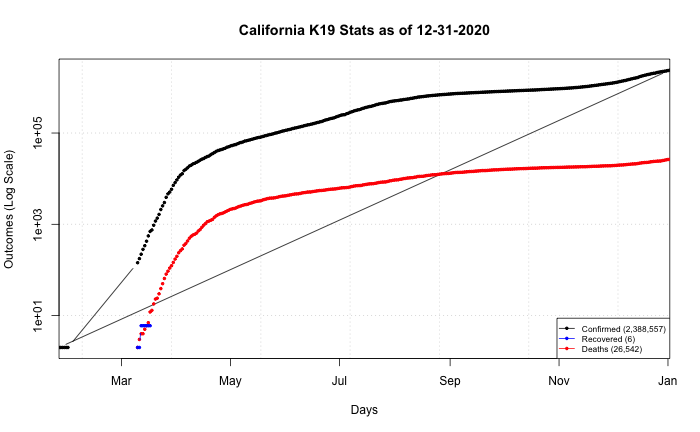 California K19 Stats as of 12-31-2020
Outcomes (Log Scale)
1e+05
1e+03
1e+01
Confirmed (2,388,557)
Recovered (6)
Deaths (26,542)
Mar May Jul Sep Nov Jan
Days